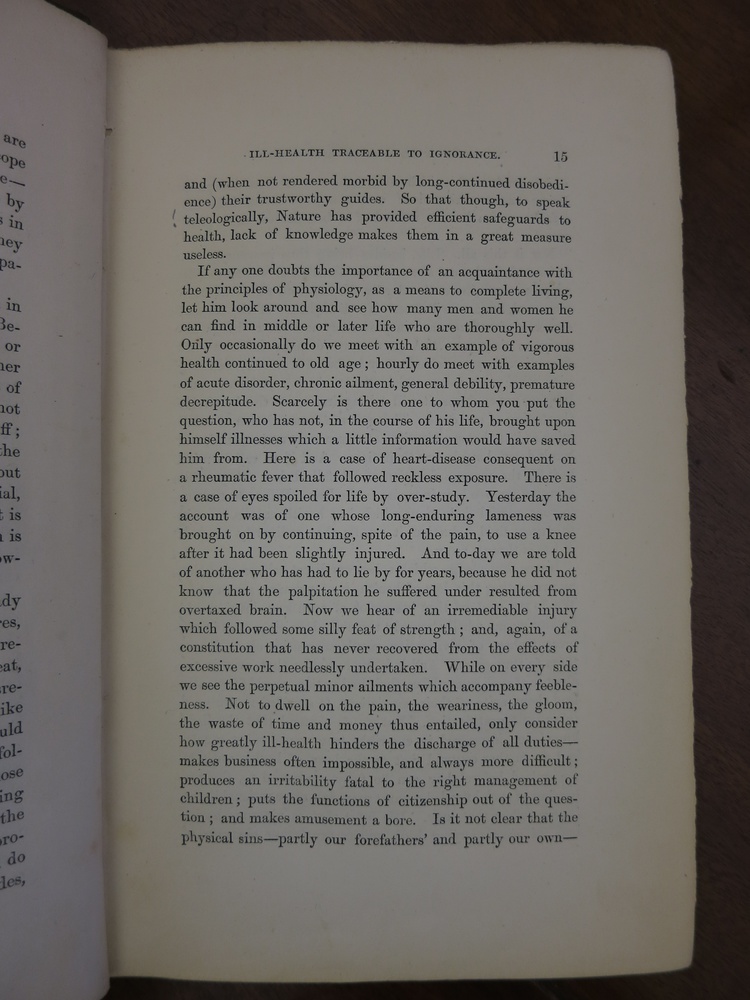 are
ope
e—
by
s in
ney
pa-
in
Be-
or
ner
of
not
ff;
the
out
ial,
t is
n is
ow-
dy
res,
re-
eat,
re-
ike
uld
fol-
ose
ing
the
pro-
do
des,
ILL-HEALTH TRACEABLE TO IGNORANCE. 15
and (when not rendered morbid by long-continued disobedi-
ence) their trustworthy guides. So that though, to speak
teleologically, Nature has provided efficient safeguards to
health, lack of knowledge makes them in a great measure
useless.
If any one doubts the importance of an acquaintance with
the principles of physiology, as a means to complete living,
let him look around and see how many men and women he
can find in middle or later life who are thoroughly well.
Only occasionally do we meet with an example of vigorous
health continued to old age; hourly do meet with examples
of acute disorder, chronic ailment, general debility, premature
decrepitude. Scarcely is there one to whom you put the
question, who has not, in the course of his life, brought upon
himself illnesses which a little information would have saved
him from. Here is a case of heart-disease consequent on
a rheumatic fever that followed reckless exposure. There is
a case of eyes spoiled for life by over-study. Yesterday the
account was of one whose long-enduring lameness was
brought on by continuing, spite of the pain, to use a knee
after it had been slightly injured. And to-day we are told
of another who has had to lie by for years, because he did not
know that the palpitation he suffered under resulted from
overtaxed brain. Now we hear of an irremediable injury
which followed some silly feat of strength; and, again, of a
constitution that has never recovered from the effects of
excessive work needlessly undertaken. While on every side
we see the perpetual minor ailments which accompany feeble-
ness. Not to dwell on the pain, the weariness, the gloom,
the waste of time and money thus entailed, only consider
how greatly ill-health hinders the discharge of all duties—
makes business often impossible, and always more difficult;
produces an irritability fatal to the right management of
children; puts the functions of citizenship out of the ques-
tion; and makes amusement a bore. Is it not clear that the
physical sins—partly our forefathers' and partly our own—